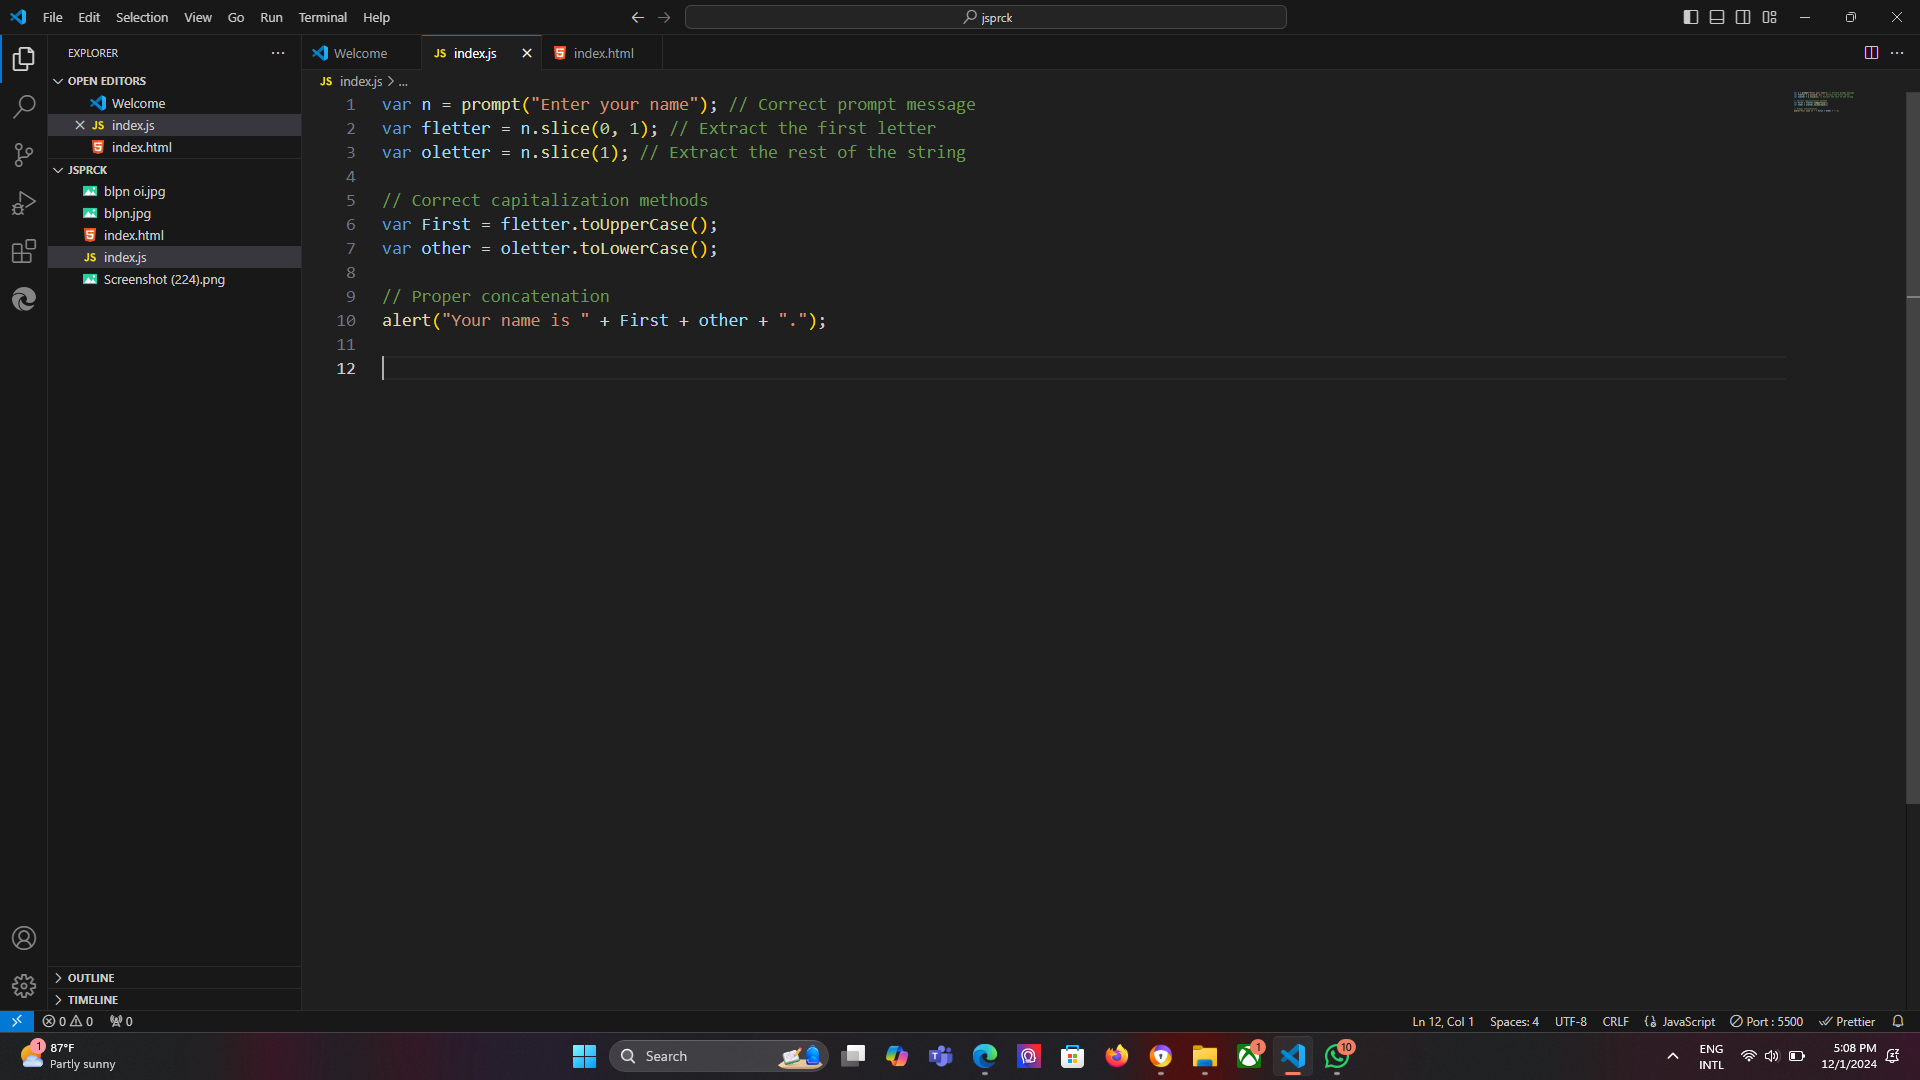 File Edit Selection View Go Run Terminal Help
jsprck
EXPLORER
Welcome
JS index.js
index.html
OPEN EDITORS
Welcome
JS index.js
index.html
JSPRCK
blpn oi.jpg
blpn.jpg
index.html
JS index.js
Screenshot (224).png
JS index.js > ...
1 var n = prompt("Enter your name"); // Correct prompt message
2 var fletter = n.slice(0, 1); // Extract the first letter
3 var oletter = n.slice(1); // Extract the rest of the string
4
5 // Correct capitalization methods
6 var First = fletter.toUpperCase();
7 var other = oletter.toLowerCase();
8
9 // Proper concatenation
10 alert("Your name is " + First + other + ".");
11
12
OUTLINE
TIMELINE
0 0 0
Ln 12, Col 1 Spaces: 4 UTF-8 CRLF {} JavaScript Port : 5500 Prettier
1
87°F
Partly sunny
Search
1
10
ENG
INTL
5:08 PM
12/1/2024